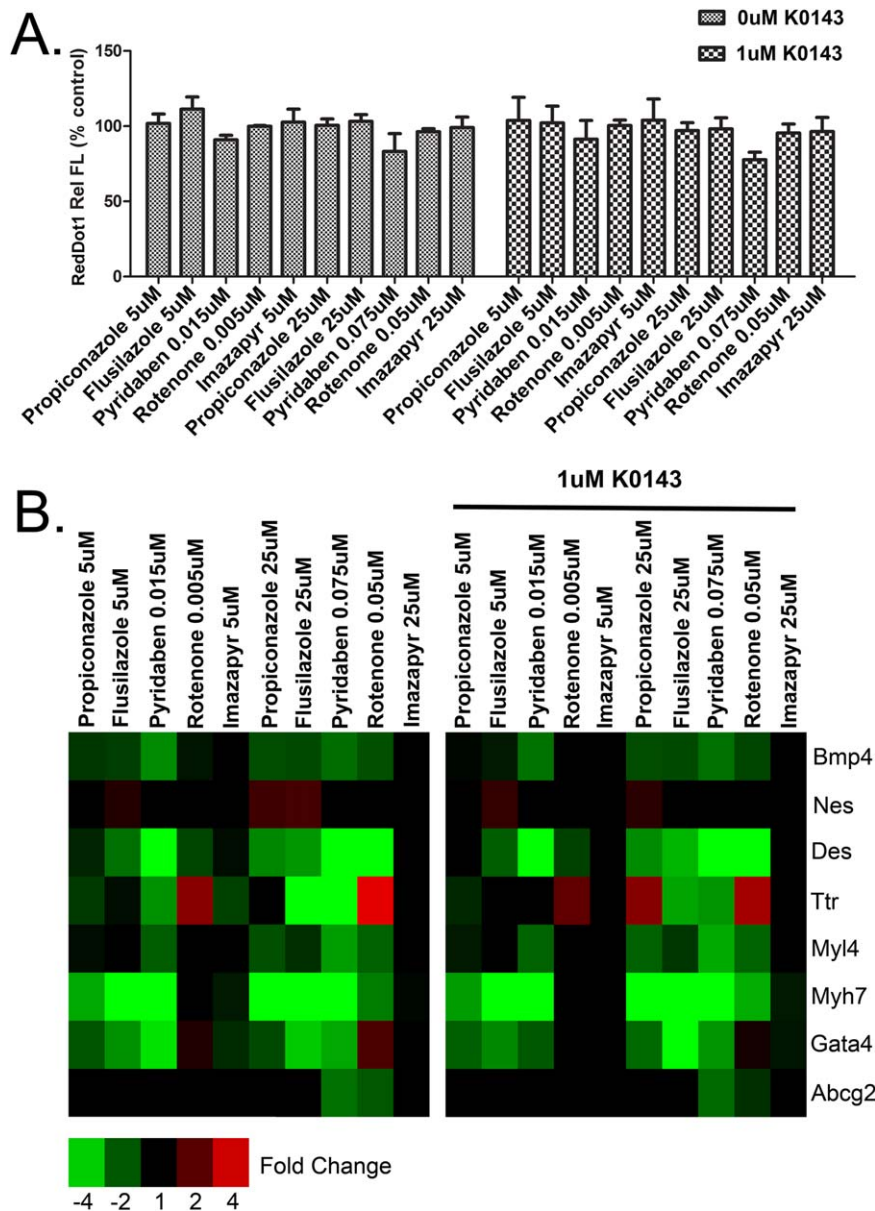 A.
0uM K0143
1uM K0143
RedDot1 Rel FL (% control)
150
100
50
0
Propiconazole 5uM
Flusilazole 5uM
Pyridaben 0.015uM
Rotenone 0.005uM
Imazapyr 5uM
Propiconazole 25uM
Flusilazole 25uM
Pyridaben 0.075uM
Rotenone 0.05uM
Imazapyr 25uM
Propiconazole 5uM
Flusilazole 5uM
Pyridaben 0.015uM
Rotenone 0.005uM
Imazapyr 5uM
Propiconazole 25uM
Flusilazole 25uM
Pyridaben 0.075uM
Rotenone 0.05uM
Imazapyr 25uM
B.
1uM K0143
Propiconazole 5uM
Flusilazole 5uM
Pyridaben 0.015uM
Rotenone 0.005uM
Imazapyr 5uM
Propiconazole 25uM
Flusilazole 25uM
Pyridaben 0.075uM
Rotenone 0.05uM
Imazapyr 25uM
Propiconazole 5uM
Flusilazole 5uM
Pyridaben 0.015uM
Rotenone 0.005uM
Imazapyr 5uM
Propiconazole 25uM
Flusilazole 25uM
Pyridaben 0.075uM
Rotenone 0.05uM
Imazapyr 25uM
Bmp4
Nes
Des
Ttr
Myl4
Myh7
Gata4
Abcg2
Fold Change
-4 -2 1 2 4